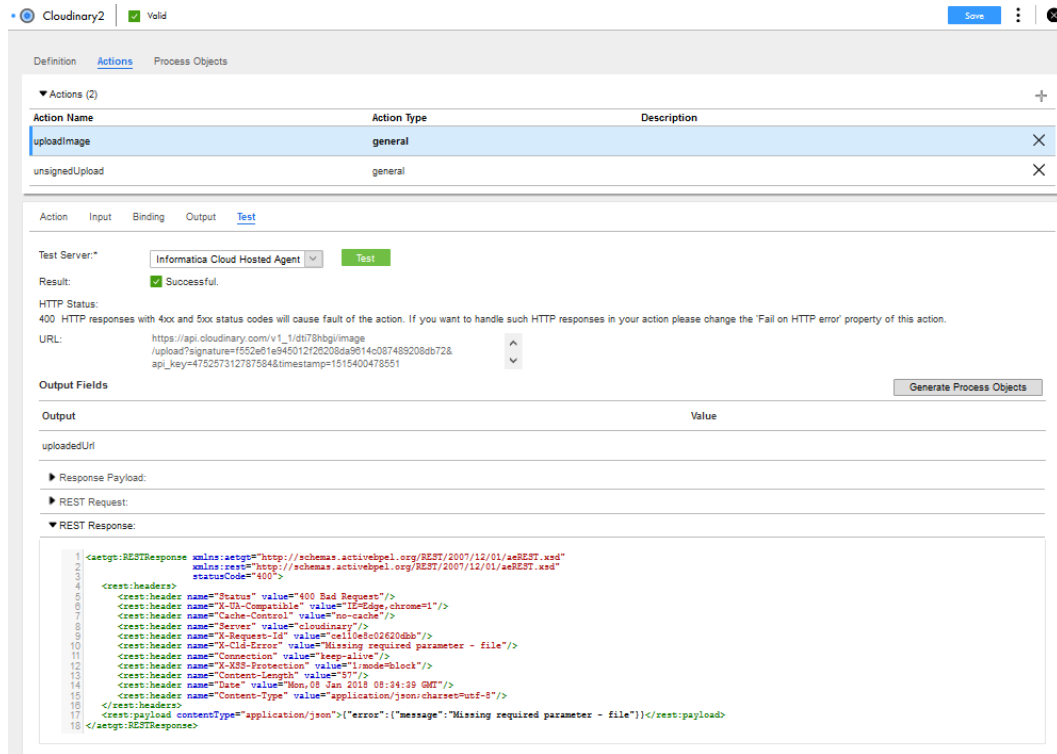 Cloudinary2 Valid Save
Definition Actions Process Objects
Actions (2)
Action Name Action Type Description
uploadImage general
unsignedUpload general
Action Input Binding Output Test
Test Server:* Informatica Cloud Hosted Agent Test
Result: Successful.
HTTP Status:
400 HTTP responses with 4xx and 5xx status codes will cause fault of the action. If you want to handle such HTTP responses in your action please change the 'Fail on HTTP error' property of this action.
URL: https://api.cloudinary.com/v1_1/dti78hbgi/image
/upload?signature=f552e61e945012f26208da9614c087489208db72&
api_key=475257312787584&timestamp=1515400478551
Output Fields Generate Process Objects
Output Value
uploadedUrl
Response Payload:
REST Request:
REST Response:
1 <aetgt:RESTResponse xmlns:aetgt="http://schemas.activebpel.org/REST/2007/12/01/aeREST.xsd"
2 xmlns:rest="http://schemas.activebpel.org/REST/2007/12/01/aeREST.xsd"
3 statusCode="400">
4 <rest:headers>
5 <rest:header name="Status" value="400 Bad Request"/>
6 <rest:header name="X-UA-Compatible" value="IE=Edge,chrome=1"/>
7 <rest:header name="Cache-Control" value="no-cache"/>
8 <rest:header name="Server" value="cloudinary"/>
9 <rest:header name="X-Request-Id" value="ce110e8c02620dbb"/>
10 <rest:header name="X-Cld-Error" value="Missing required parameter - file"/>
11 <rest:header name="Connection" value="keep-alive"/>
12 <rest:header name="X-XSS-Protection" value="1;mode=block"/>
13 <rest:header name="Content-Length" value="57"/>
14 <rest:header name="Date" value="Mon,08 Jan 2018 08:34:39 GMT"/>
15 <rest:header name="Content-Type" value="application/json;charset=utf-8"/>
16 </rest:headers>
17 <rest:payload contentType="application/json">{"error":{"message":"Missing required parameter - file"}}</rest:payload>
18 </aetgt:RESTResponse>